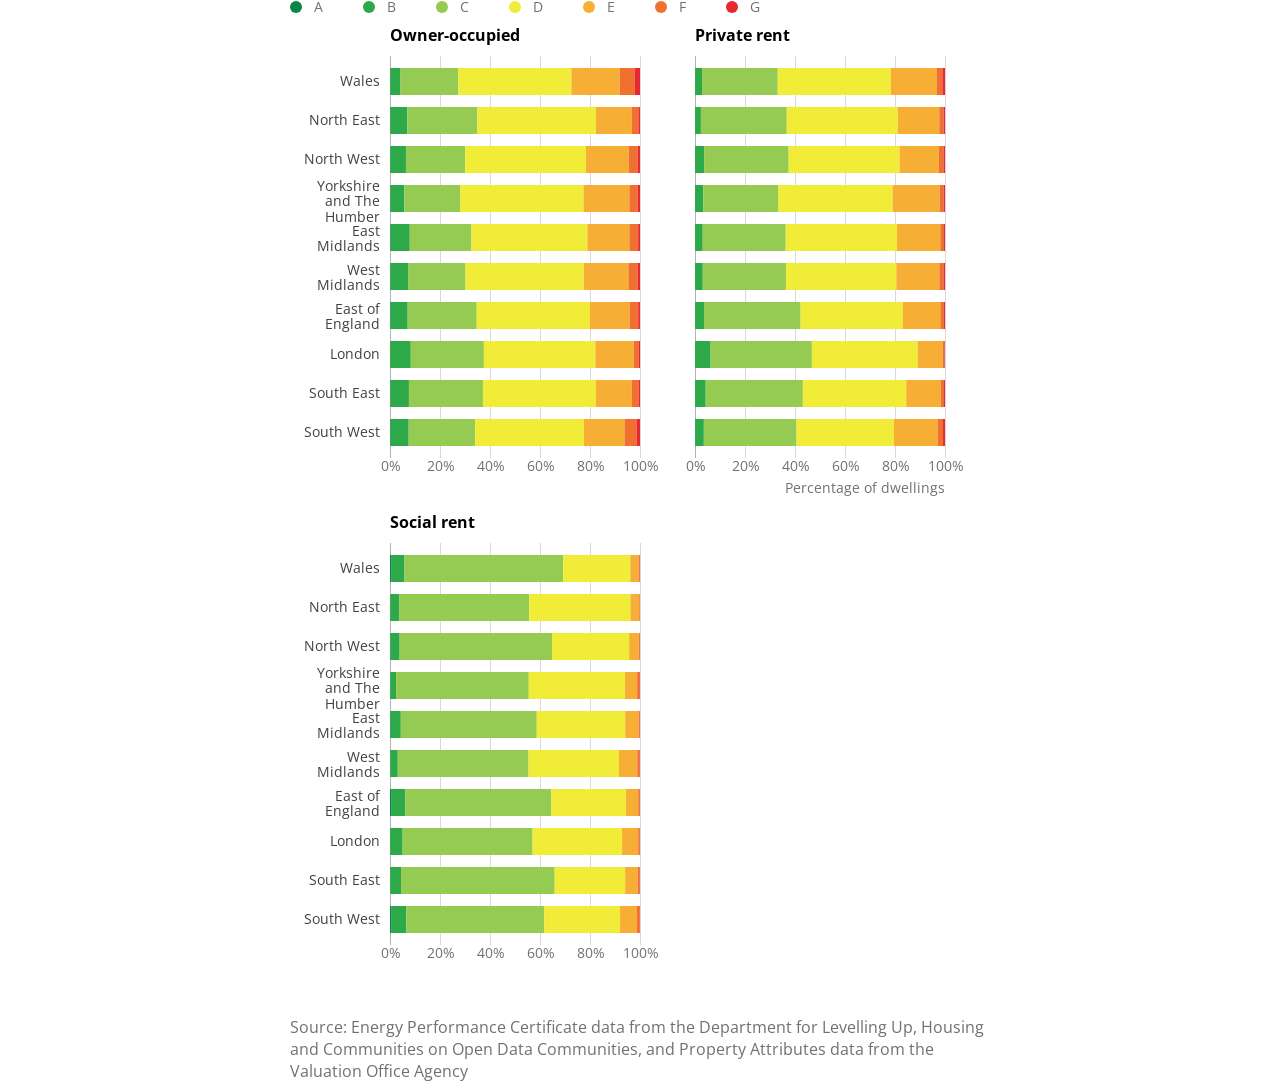 A B C D E F G
Owner-occupied
Wales
North East
North West
Yorkshire
and The
Humber
East
Midlands
West
Midlands
East of
England
London
South East
South West
0% 20% 40% 60% 80% 100%
Private rent
0% 20% 40% 60% 80% 100%
Percentage of dwellings
Social rent
Wales
North East
North West
Yorkshire
and The
Humber
East
Midlands
West
Midlands
East of
England
London
South East
South West
0% 20% 40% 60% 80% 100%
Source: Energy Performance Certificate data from the Department for Levelling Up, Housing
and Communities on Open Data Communities, and Property Attributes data from the
Valuation Office Agency